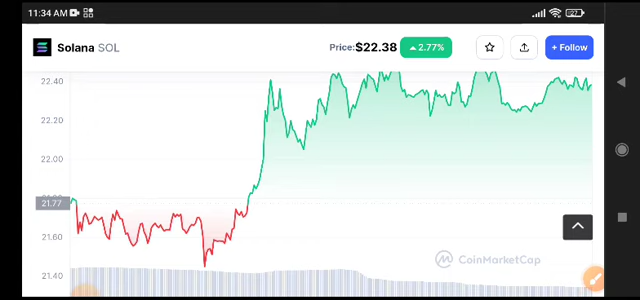 11:34 AM
27
Solana SOL
Price: $22.38
2.77%
+ Follow
22.40
22.20
22.00
21.77
21.60
21.40
CoinMarketCap